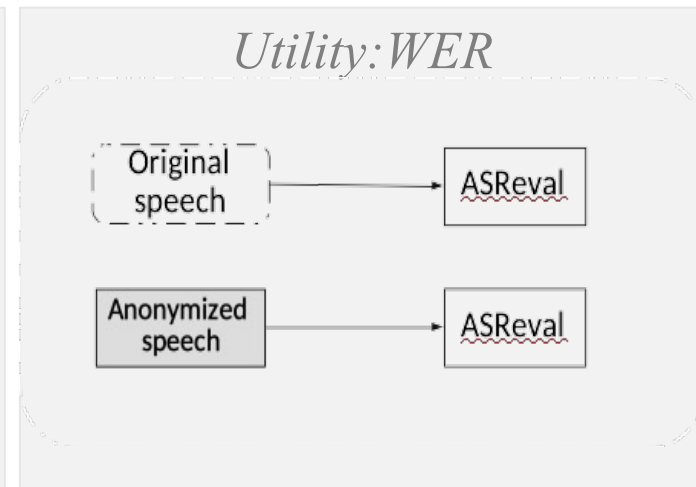 Utility:WER
Original
speech
ASReval
Anonymized
speech
ASReval